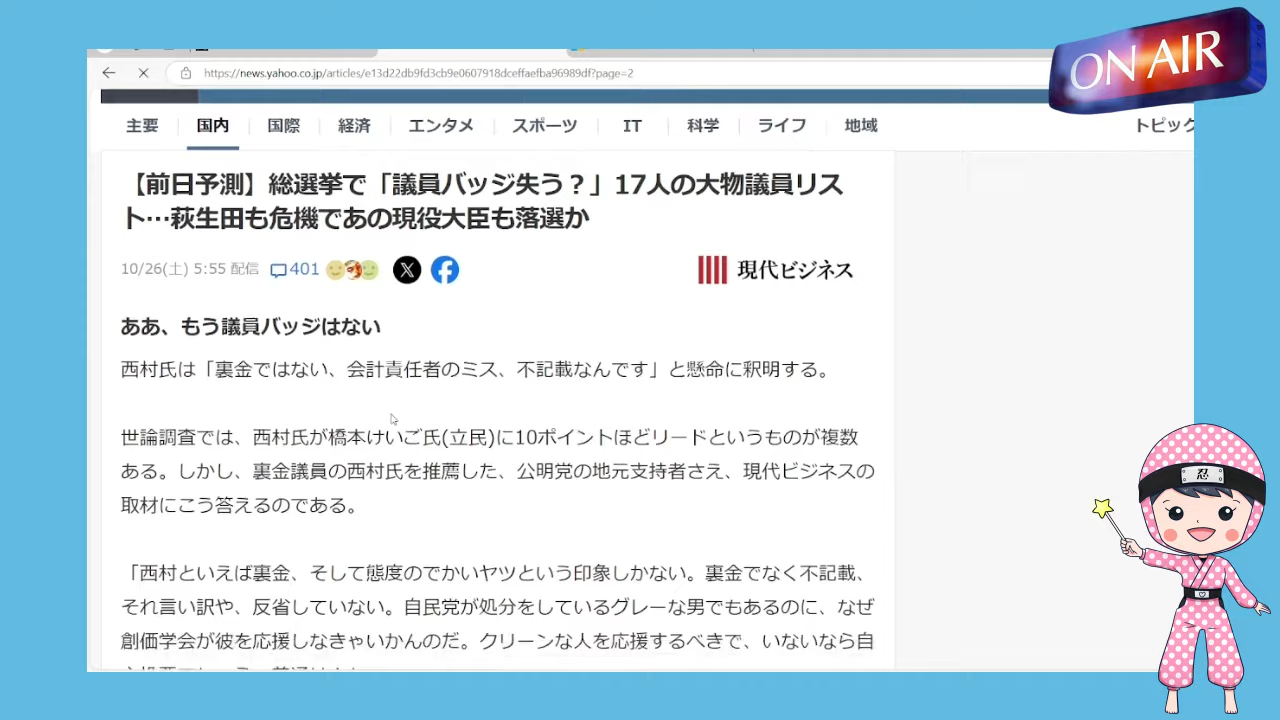 ON AIR
https://news.yahoo.co.jp/articles/e13d22db9fd3cb9e0607918dceffaefba96989df?page=2
主要 国内 国際 経済 エンタメ スポーツ IT 科学 ライフ 地域 トピック
【前日予測】総選挙で「議員バッジ失う？」17人の大物議員リス
ト…萩生田も危機であの現役大臣も落選か
10/26(土) 5:55 配信 401
現代ビジネス
ああ、もう議員バッジはない
西村氏は「裏金ではない、会計責任者のミス、不記載なんです」と懸命に釈明する。
世論調査では、西村氏が橋本けいご氏(立民)に10ポイントほどリードというものが複数
ある。しかし、裏金議員の西村氏を推薦した、公明党の地元支持者さえ、現代ビジネスの
取材にこう答えるのである。
「西村といえば裏金、そして態度のでかいヤツという印象しかない。裏金でなく不記載、
それ言い訳や、反省していない。自民党が処分をしているグレーな男でもあるのに、なぜ
創価学会が彼を応援しなきゃいかんのだ。クリーンな人を応援するべきで、いないなら自
忍